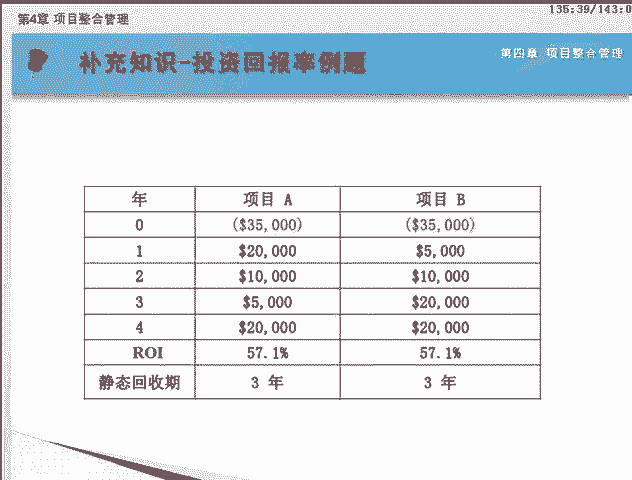 135:39/143:0
第4章 项目整合管理
补充知识-投资回报率例题
第四章 项目整合管理
年 项目 A 项目 B
0 ($35,000) ($35,000)
1 $20,000 $5,000
2 $10,000 $10,000
3 $5,000 $20,000
4 $20,000 $20,000
ROI 57.1% 57.1%
静态回收期 3 年 3 年